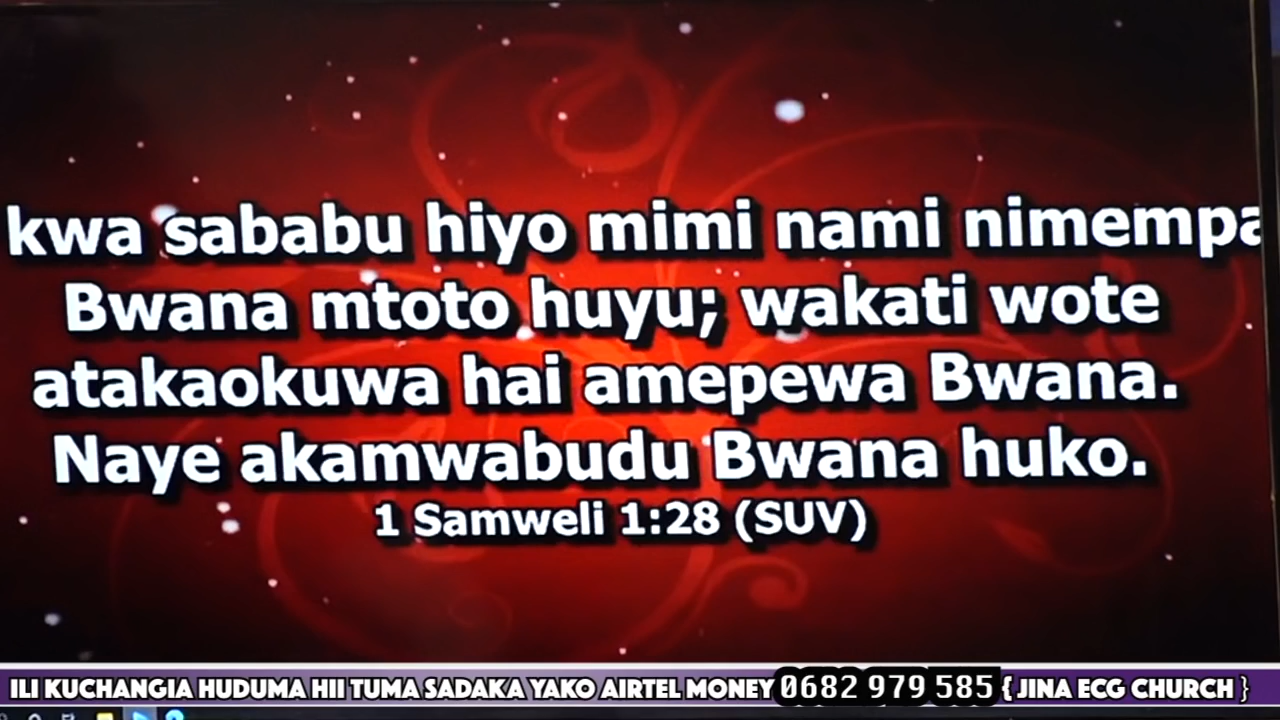 kwa sababu hiyo mimi nami nimempa
Bwana mtoto huyu; wakati wote
atakaokuwa hai amepewa Bwana.
Naye akamwabudu Bwana huko.
1 Samweli 1:28 (SUV)
ILI KUCHANGIA HUDUMA HII TUMA SADAKA YAKO AIRTEL MONEY 0682 979 585 { JINA ECG CHURCH }